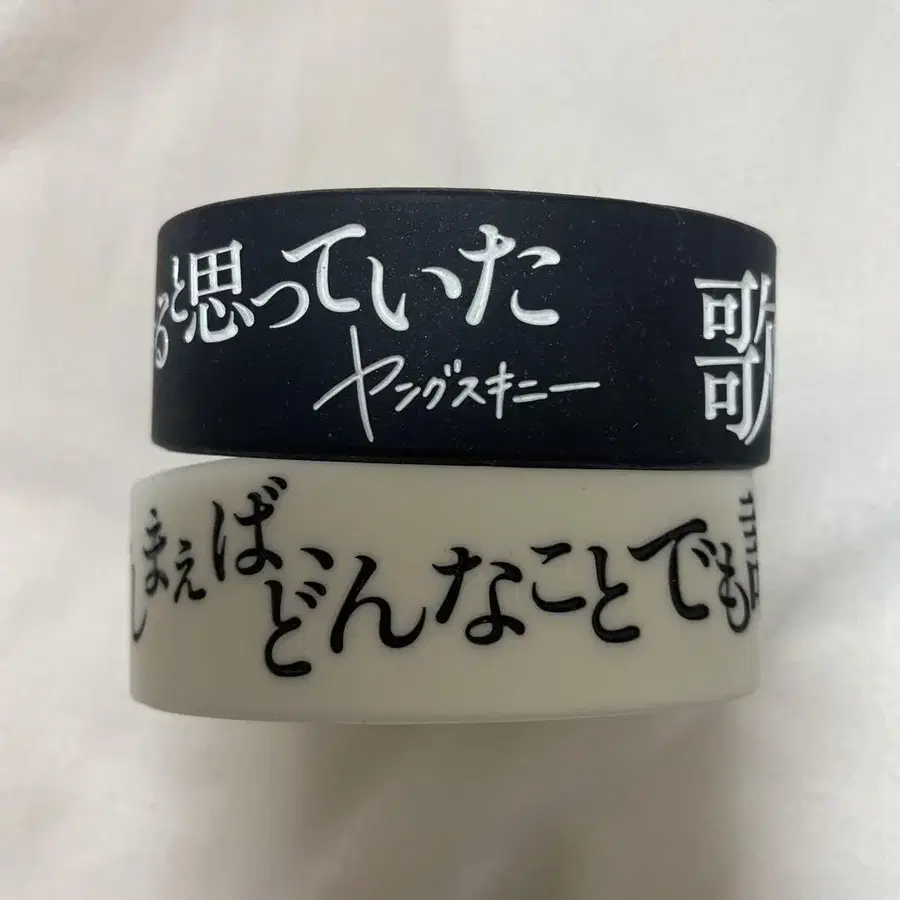 ると思っていた
ヤングスキニー
歌
しまえば、どんなことでも